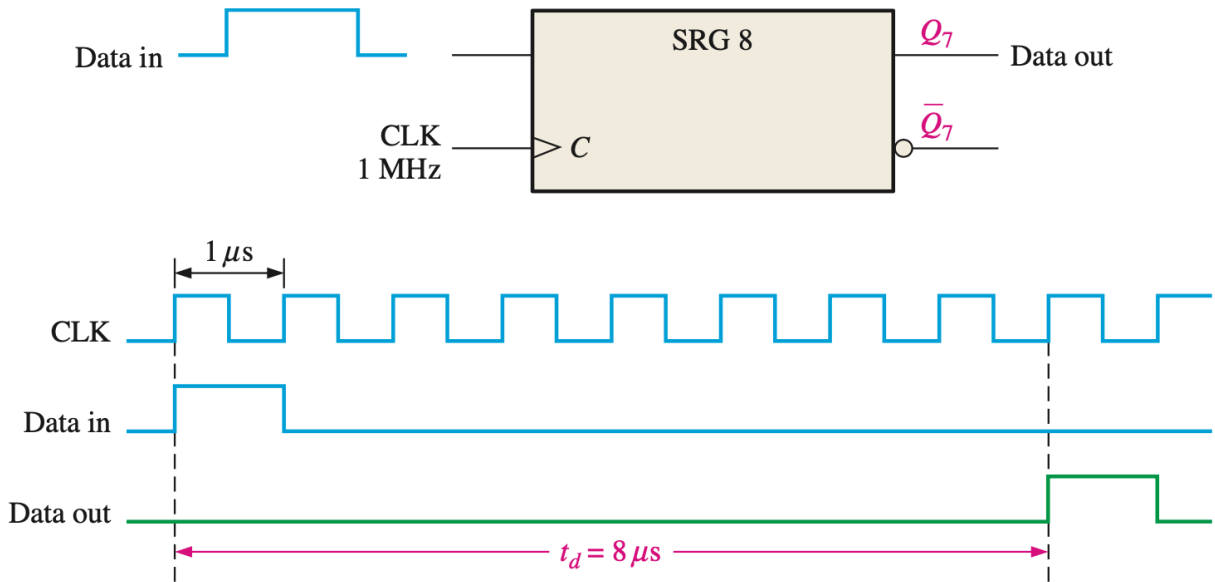 Data in
SRG 8
Q₇
Data out
CLK
1 MHz
C
Q̅₇
1 μs
CLK
Data in
Data out
t_d = 8 μs